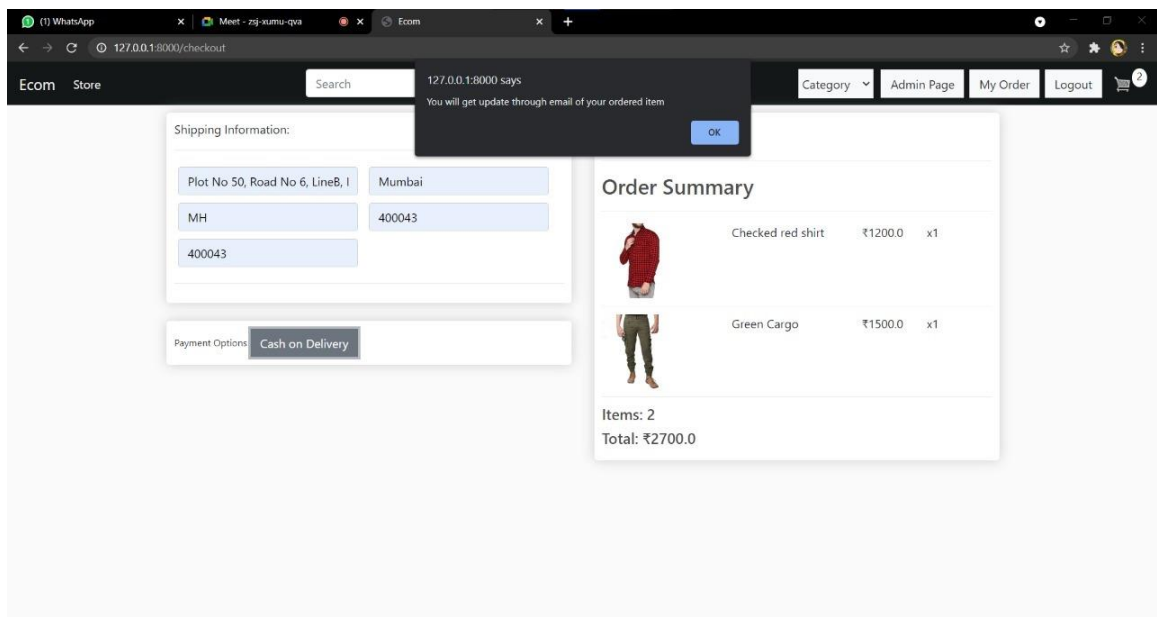 (1) WhatsApp
Meet - zsj-xumu-qva
Ecom
127.0.0.1:8000/checkout
Ecom Store
Search
Category
Admin Page
My Order
Logout
2
127.0.0.1:8000 says
You will get update through email of your ordered item
OK
Shipping Information:
Plot No 50, Road No 6, LineB,
Mumbai
MH
400043
400043
Payment Options Cash on Delivery
Order Summary
Checked red shirt ₹1200.0 x1
Green Cargo ₹1500.0 x1
Items: 2
Total: ₹2700.0